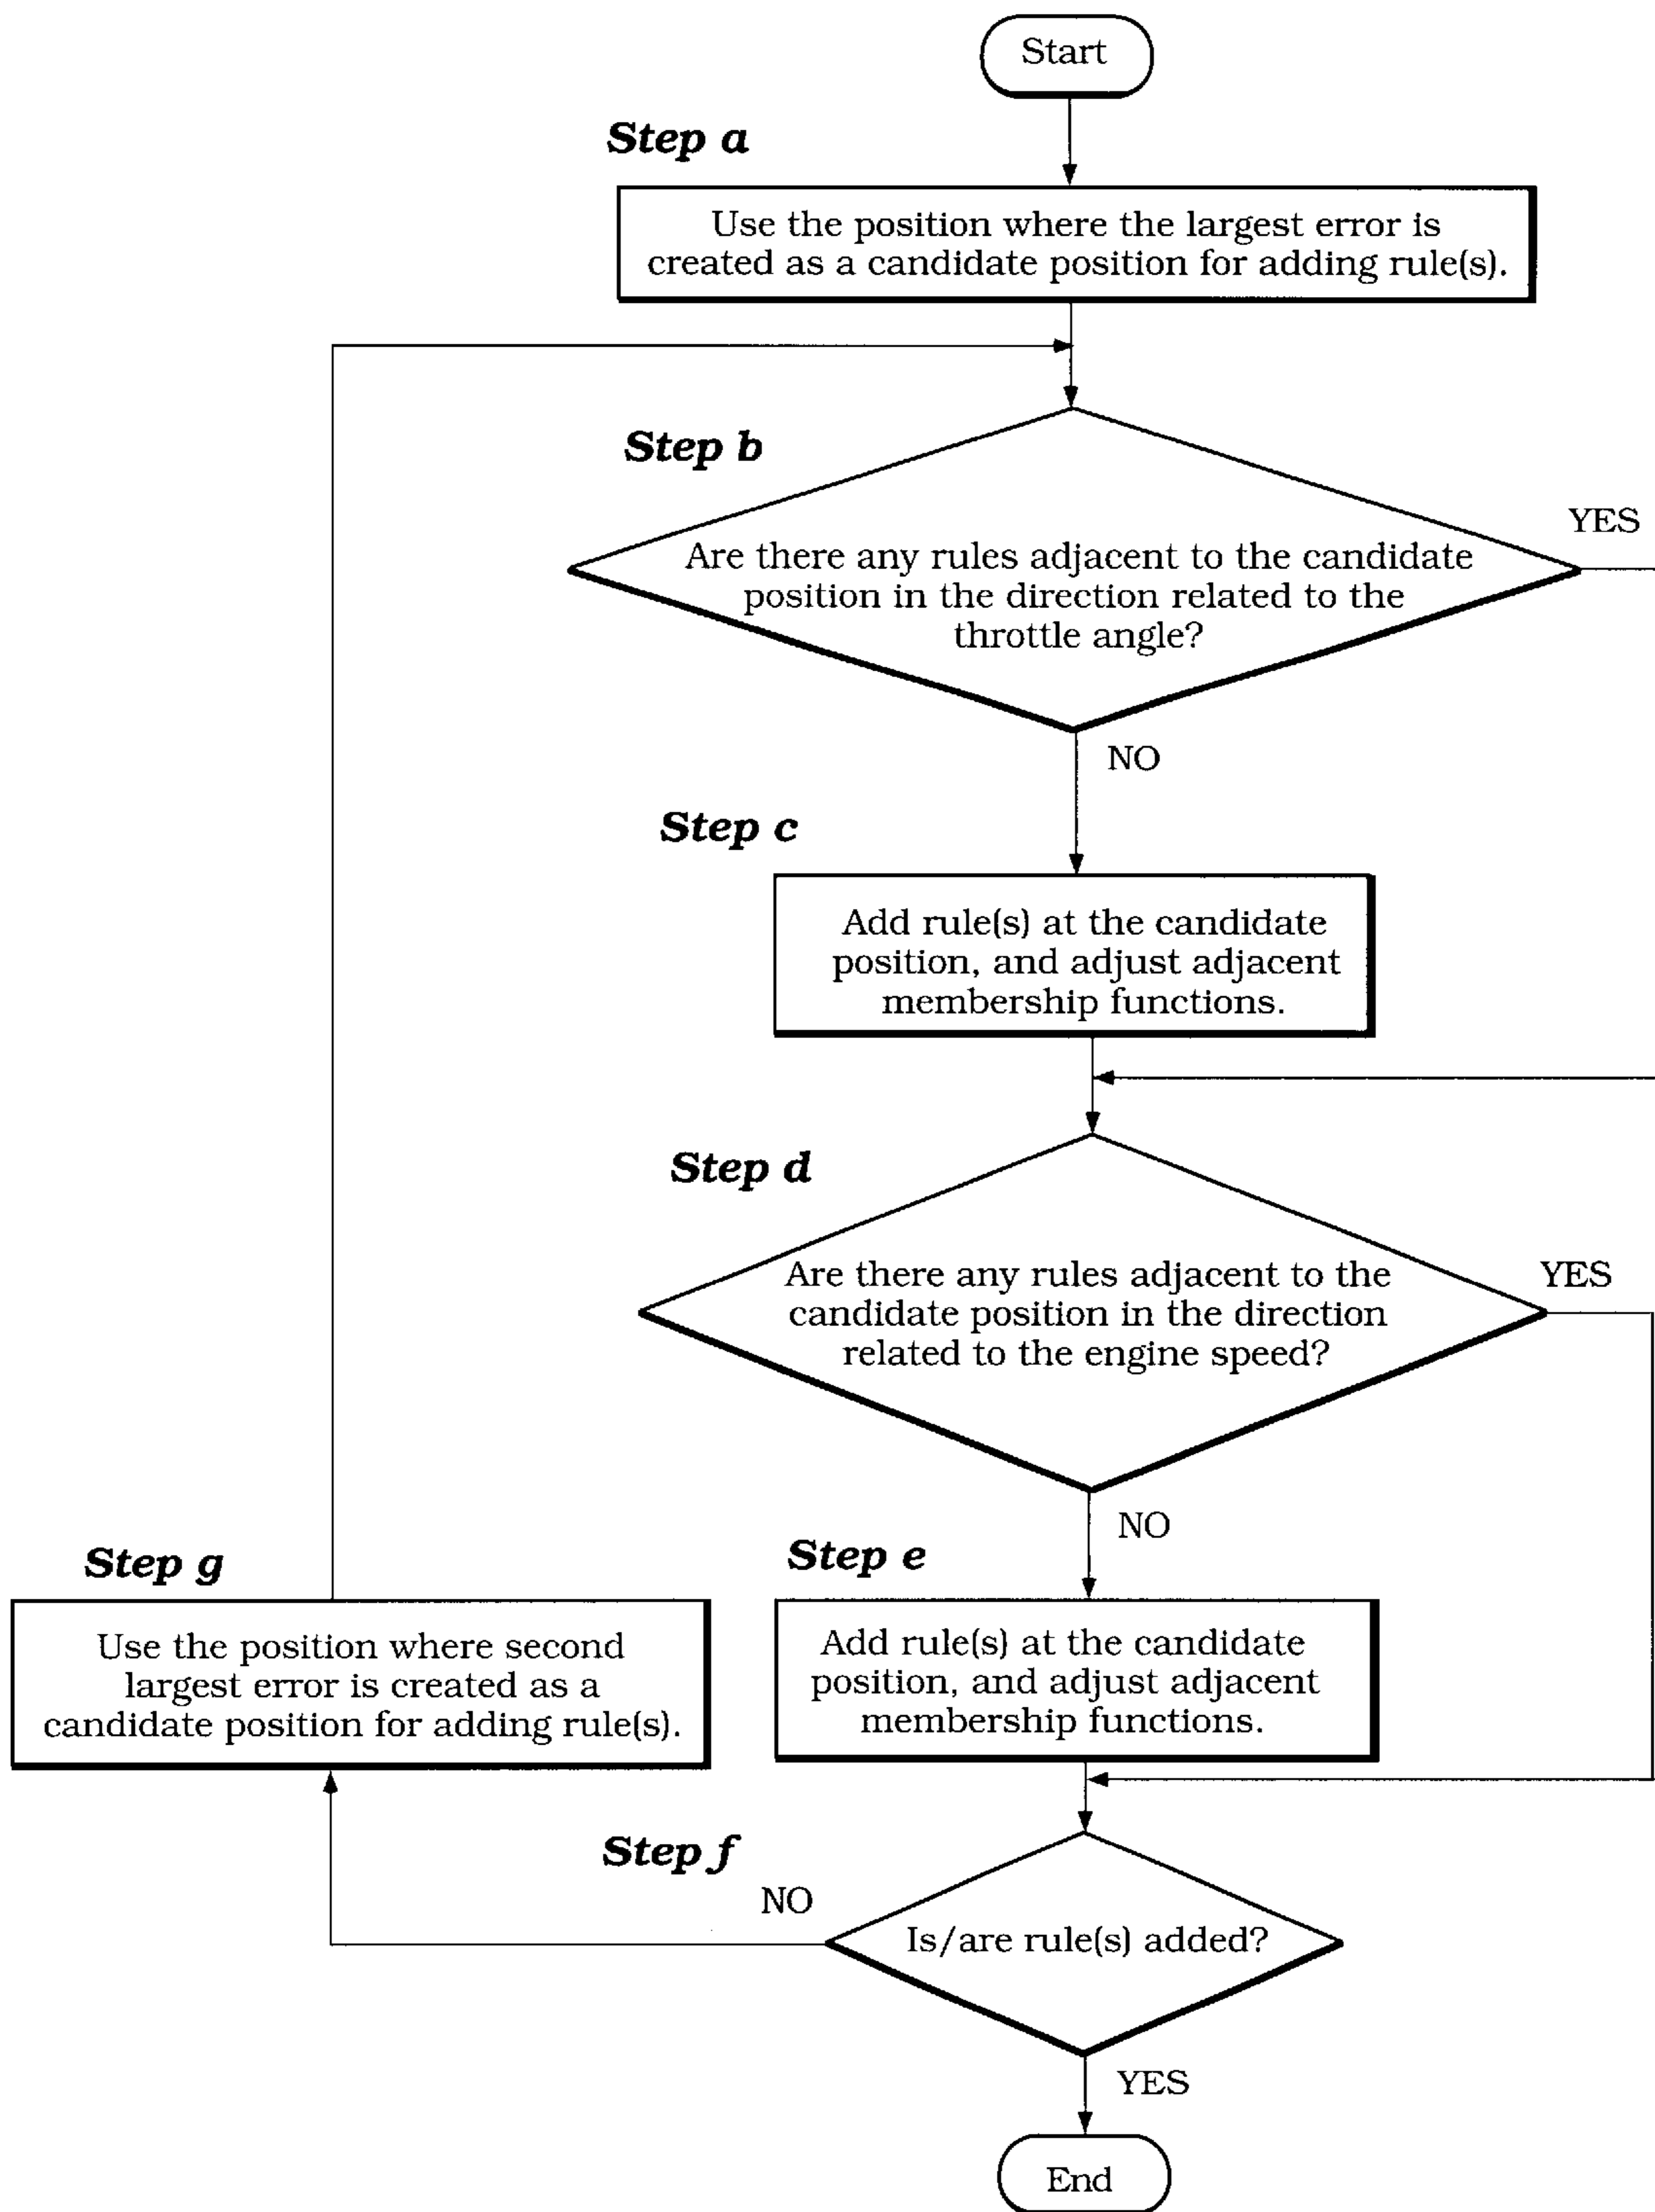 Start
Step a
Use the position where the largest error is
created as a candidate position for adding rule(s).
Step b
YES
Are there any rules adjacent to the candidate
position in the direction related to the
throttle angle?
NO
Step c
Add rule(s) at the candidate
position, and adjust adjacent
membership functions.
Step d
YES
Are there any rules adjacent to the
candidate position in the direction
related to the engine speed?
NO
Step e
Add rule(s) at the candidate
position, and adjust adjacent
membership functions.
Step g
Use the position where second
largest error is created as a
candidate position for adding rule(s).
Step f
NO
Is/are rule(s) added?
YES
End